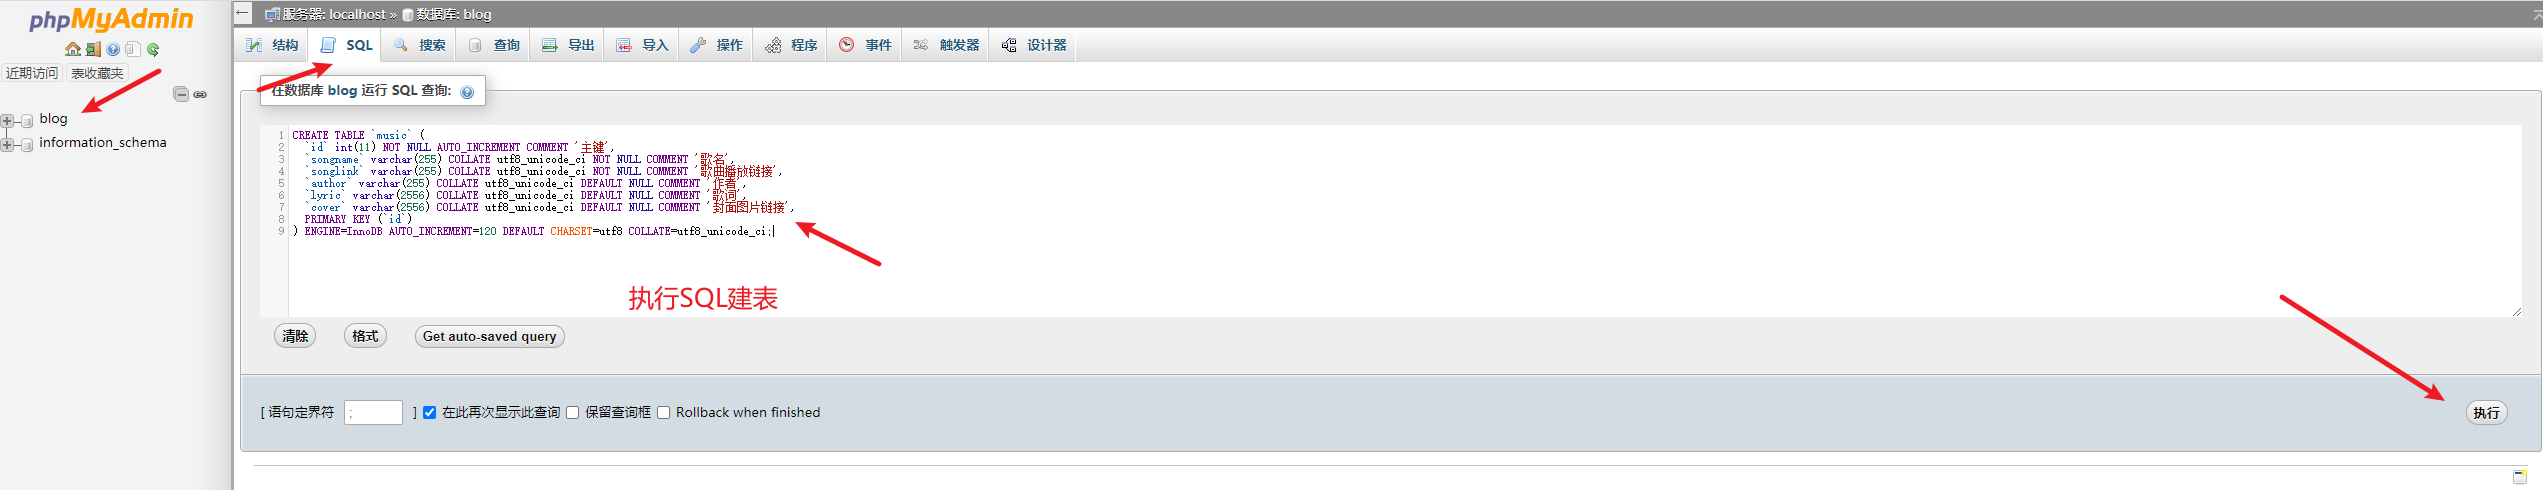 phpMyAdmin
近期访问 表收藏夹
blog
information_schema
服务器: localhost » 数据库: blog
结构 SQL 搜索 查询 导出 导入 操作 程序 事件 触发器 设计器
在数据库 blog 运行 SQL 查询:
1 CREATE TABLE `music` (
2 `id` int(11) NOT NULL AUTO_INCREMENT COMMENT '主键',
3 `songname` varchar(255) COLLATE utf8_unicode_ci NOT NULL COMMENT '歌名',
4 `songlink` varchar(255) COLLATE utf8_unicode_ci NOT NULL COMMENT '歌曲播放链接',
5 `author` varchar(255) COLLATE utf8_unicode_ci DEFAULT NULL COMMENT '作者',
6 `lyric` varchar(2556) COLLATE utf8_unicode_ci DEFAULT NULL COMMENT '歌词',
7 `cover` varchar(2556) COLLATE utf8_unicode_ci DEFAULT NULL COMMENT '封面图片链接',
8 PRIMARY KEY (`id`)
9 ) ENGINE=InnoDB AUTO_INCREMENT=120 DEFAULT CHARSET=utf8 COLLATE=utf8_unicode_ci;
执行SQL建表
清除 格式 Get auto-saved query
[ 语句定界符 ; ] 在此再次显示此查询 保留查询框 Rollback when finished
执行